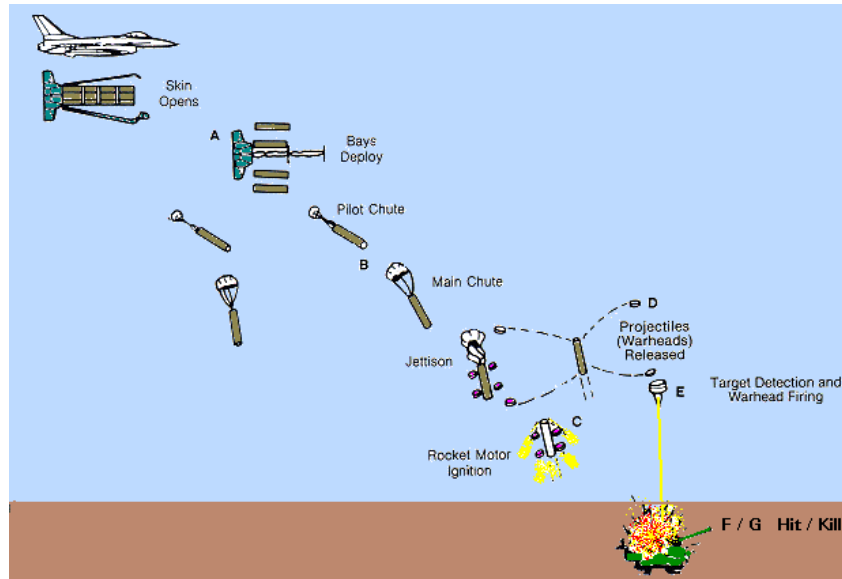 Skin
Opens
A
Bays
Deploy
Pilot Chute
B
Main Chute
D
Projectiles
(Warheads)
Released
Jettison
E
Target Detection and
Warhead Firing
C
Rocket Motor
Ignition
F / G Hit / Kill